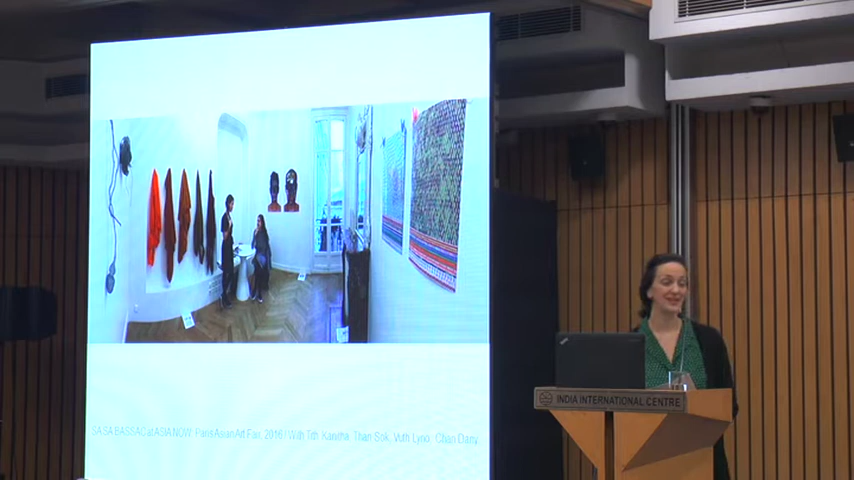 SA SA BASSAC at ASIA NOW Paris Asian Art Fair, 2016 / With Tith Kanitha, Than Sok, Vuth Lyno, Chan Dany
INDIA INTERNATIONAL CENTRE